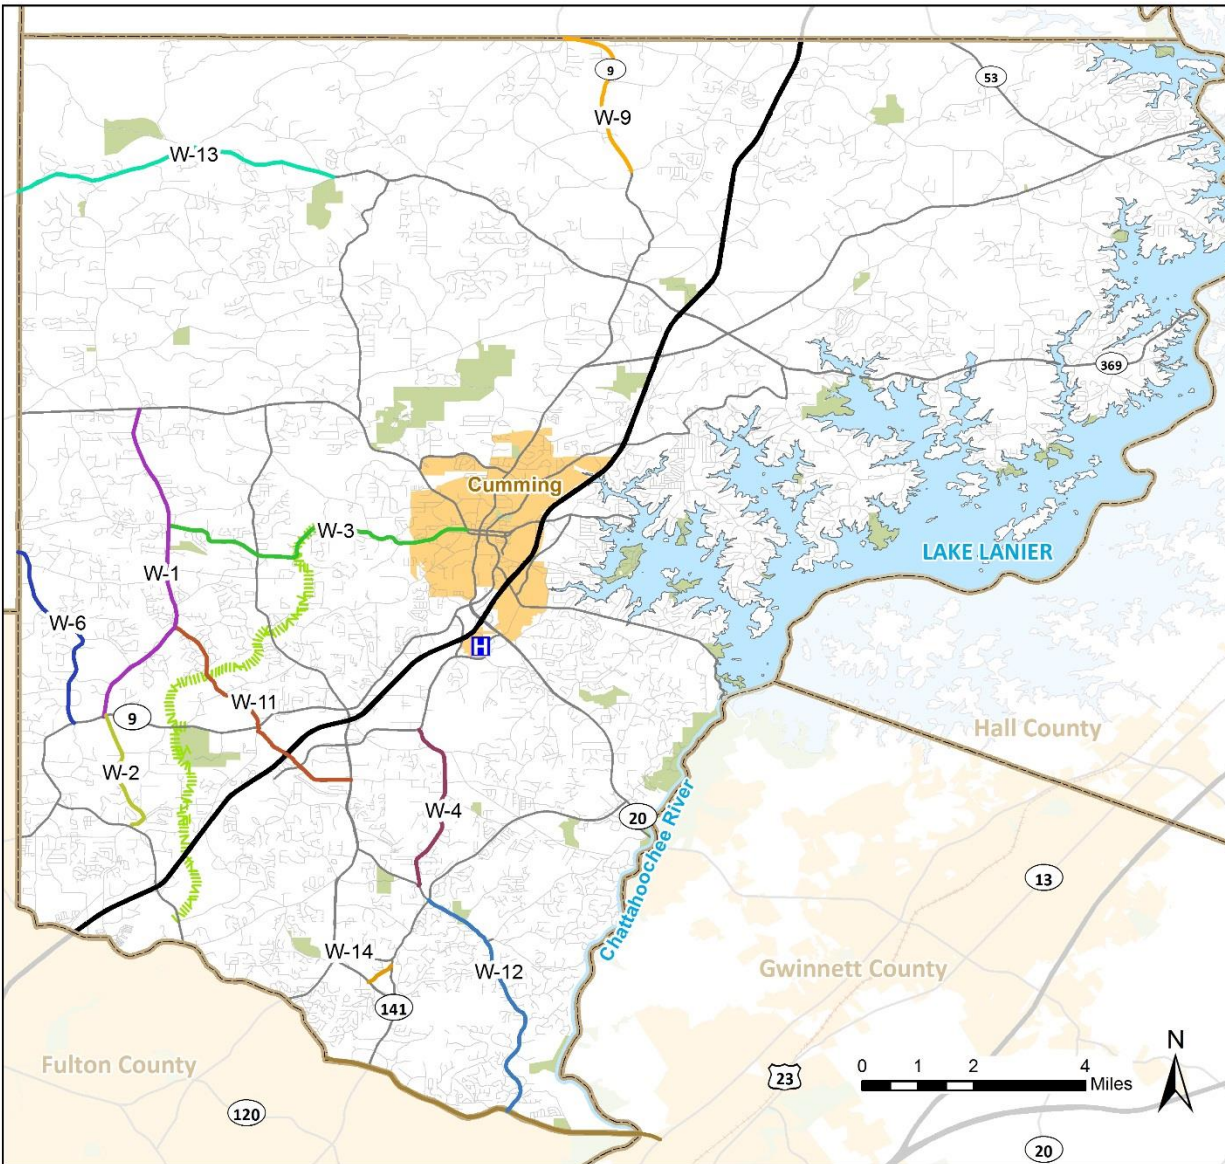 9
53
W-9
W-13
369
Cumming
W-3
LAKE LANIER
W-1
W-6
H
W-11
9
Hall County
W-2
W-4
20
Chattahoochee River
13
W-14
W-12
Gwinnett County
141
N
Fulton County
23
0 1 2 4
Miles
120
20